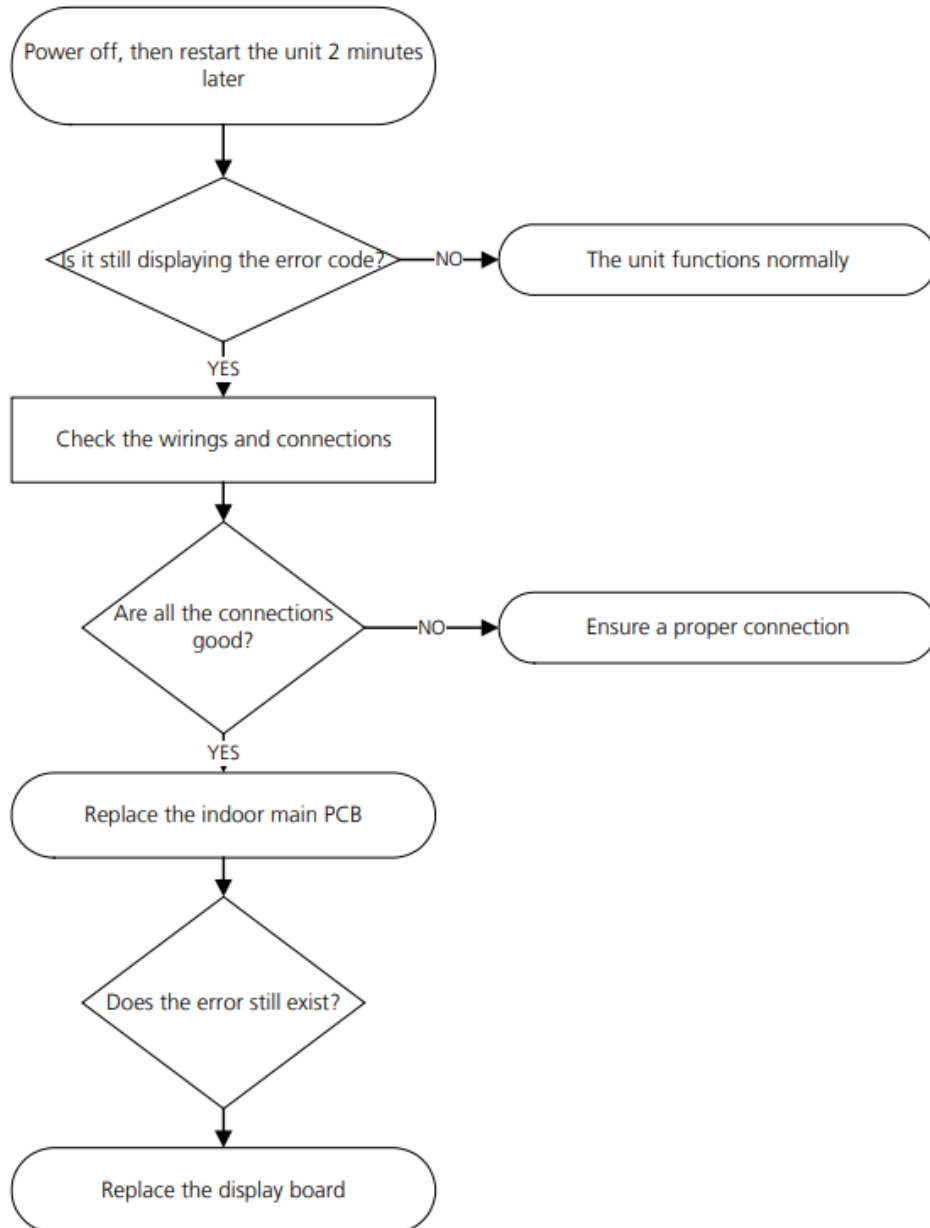 Power off, then restart the unit 2 minutes
later
Is it still displaying the error code?
NO
The unit functions normally
YES
Check the wirings and connections
Are all the connections
good?
NO
Ensure a proper connection
YES
Replace the indoor main PCB
Does the error still exist?
Replace the display board